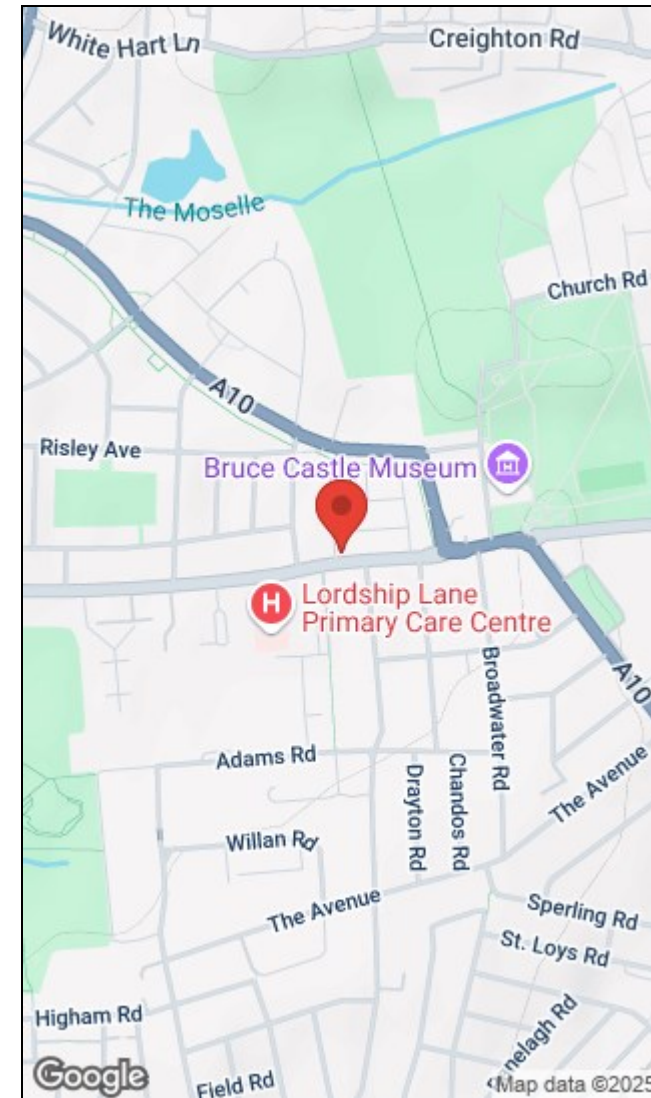 White Hart Ln
Creighton Rd
The Moselle
Church Rd
A10
Risley Ave
Bruce Castle Museum
H
Lordship Lane
Primary Care Centre
Broadwater Rd
A10
Adams Rd
Drayton Rd
Chandos Rd
The Avenue
Willan Rd
The Avenue
Sperling Rd
St. Loys Rd
Higham Rd
Field Rd
Google
Map data ©2025